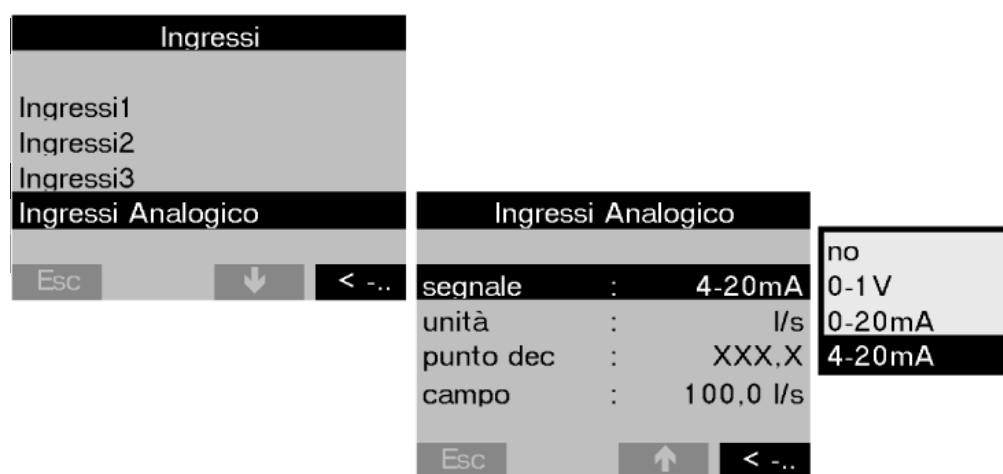 Ingressi
Ingressi1
Ingressi2
Ingressi3
Ingressi Analogico
Esc < -..
Ingressi Analogico
segnale : 4-20mA
unità : l/s
punto dec : XXX,X
campo : 100,0 l/s
Esc < -..
no
0-1V
0-20mA
4-20mA